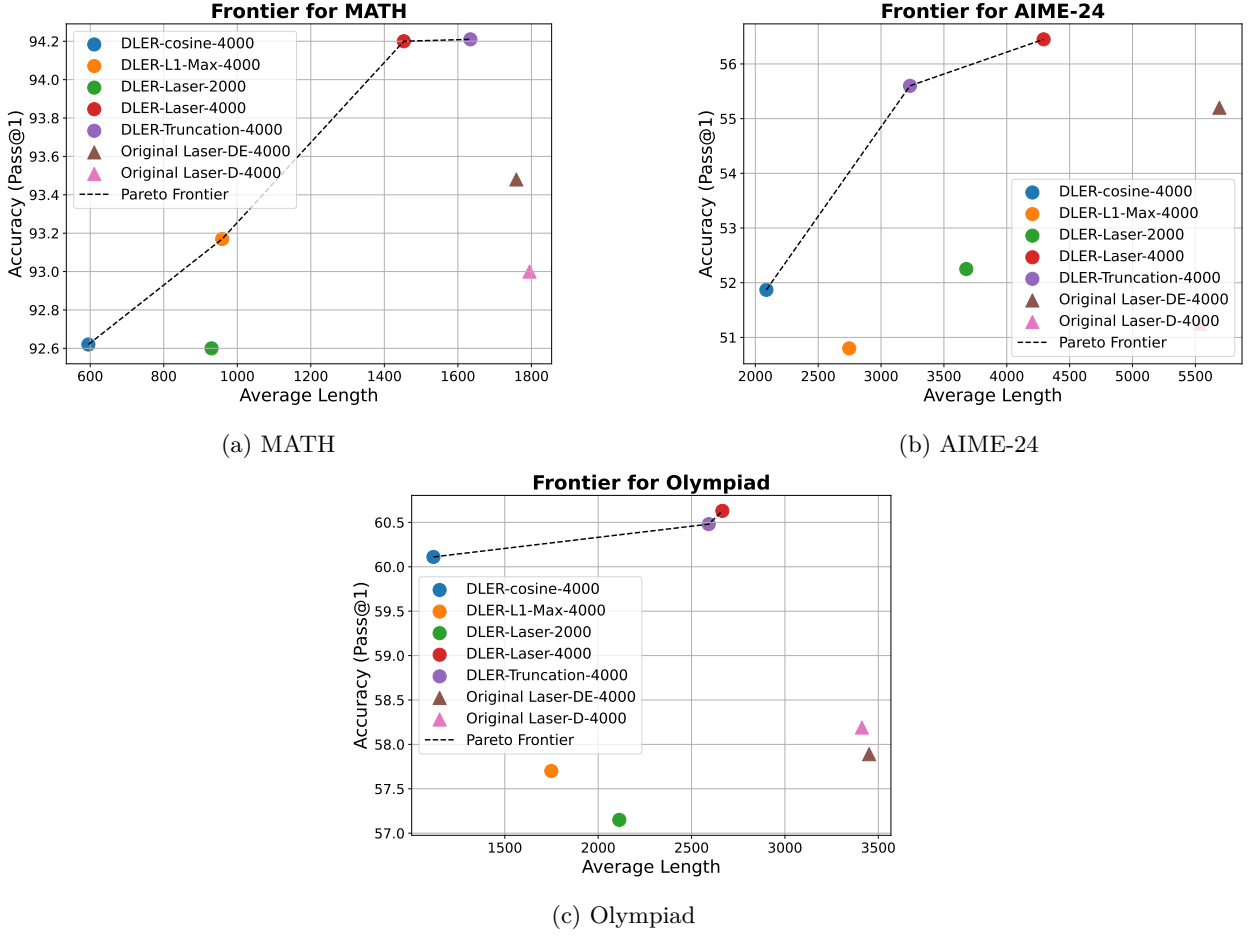 Frontier for MATH
Accuracy (Pass@1)
94.2
94.0
93.8
93.6
93.4
93.2
93.0
92.8
92.6
DLER-cosine-4000
DLER-L1-Max-4000
DLER-Laser-2000
DLER-Laser-4000
DLER-Truncation-4000
Original Laser-DE-4000
Original Laser-D-4000
Pareto Frontier
600 800 1000 1200 1400 1600 1800
Average Length
(a) MATH
Frontier for AIME-24
Accuracy (Pass@1)
56
55
54
53
52
51
DLER-cosine-4000
DLER-L1-Max-4000
DLER-Laser-2000
DLER-Laser-4000
DLER-Truncation-4000
Original Laser-DE-4000
Original Laser-D-4000
Pareto Frontier
2000 2500 3000 3500 4000 4500 5000 5500
Average Length
(b) AIME-24
Frontier for Olympiad
Accuracy (Pass@1)
60.5
60.0
59.5
59.0
58.5
58.0
57.5
57.0
DLER-cosine-4000
DLER-L1-Max-4000
DLER-Laser-2000
DLER-Laser-4000
DLER-Truncation-4000
Original Laser-DE-4000
Original Laser-D-4000
Pareto Frontier
1500 2000 2500 3000 3500
Average Length
(c) Olympiad